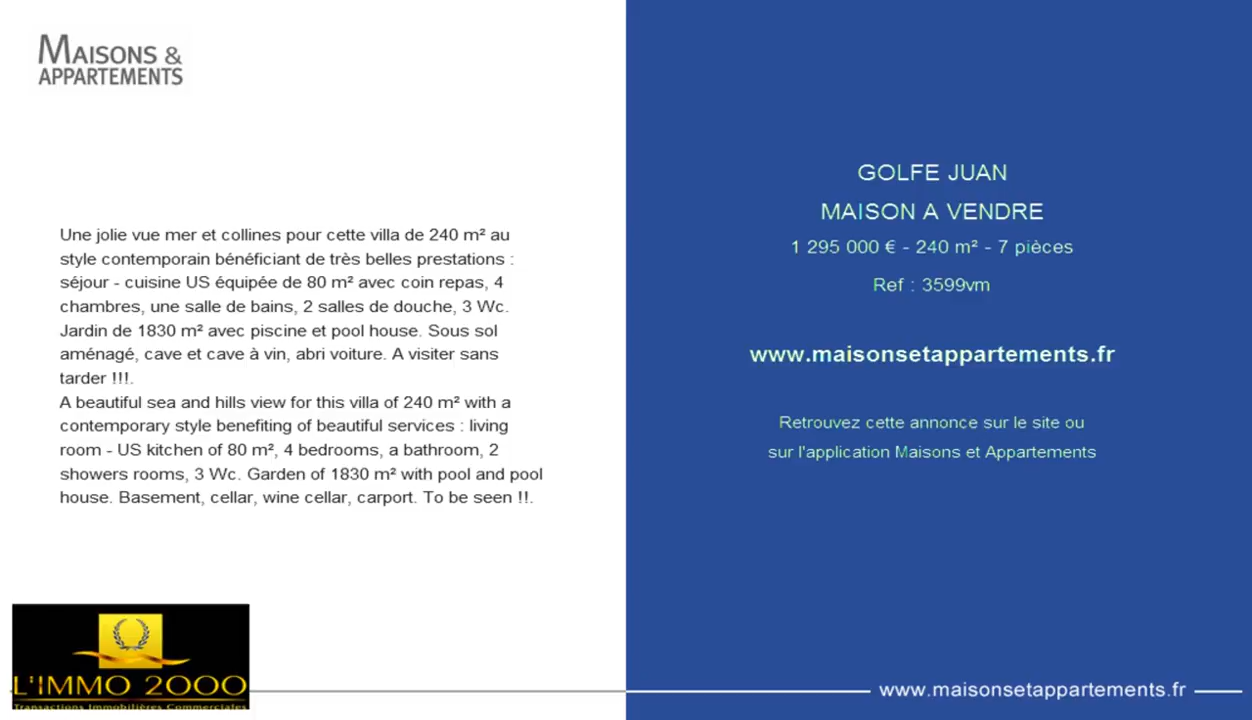 MAISONS &
APPARTEMENTS
Une jolie vue mer et collines pour cette villa de 240 m² au
style contemporain bénéficiant de très belles prestations :
séjour - cuisine US équipée de 80 m² avec coin repas, 4
chambres, une salle de bains, 2 salles de douche, 3 Wc.
Jardin de 1830 m² avec piscine et pool house. Sous sol
aménagé, cave et cave à vin, abri voiture. A visiter sans
tarder !!!.
A beautiful sea and hills view for this villa of 240 m² with a
contemporary style benefiting of beautiful services : living
room - US kitchen of 80 m², 4 bedrooms, a bathroom, 2
showers rooms, 3 Wc. Garden of 1830 m² with pool and pool
house. Basement, cellar, wine cellar, carport. To be seen !!.
L'IMMO 2000
Transactions Immobilières Commerciales
GOLFE JUAN
MAISON A VENDRE
1 295 000 € - 240 m² - 7 pièces
Ref : 3599vm
www.maisonsetappartements.fr
Retrouvez cette annonce sur le site ou
sur l'application Maisons et Appartements
www.maisonsetappartements.fr